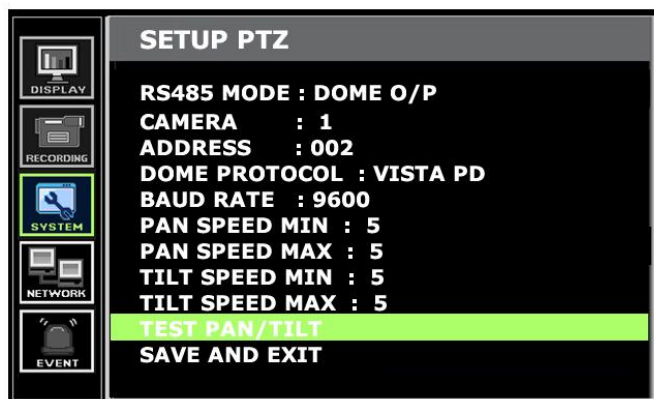 SETUP PTZ
DISPLAY
RECORDING
SYSTEM
NETWORK
EVENT
RS485 MODE : DOME O/P
CAMERA : 1
ADDRESS : 002
DOME PROTOCOL : VISTA PD
BAUD RATE : 9600
PAN SPEED MIN : 5
PAN SPEED MAX : 5
TILT SPEED MIN : 5
TILT SPEED MAX : 5
TEST PAN/TILT
SAVE AND EXIT